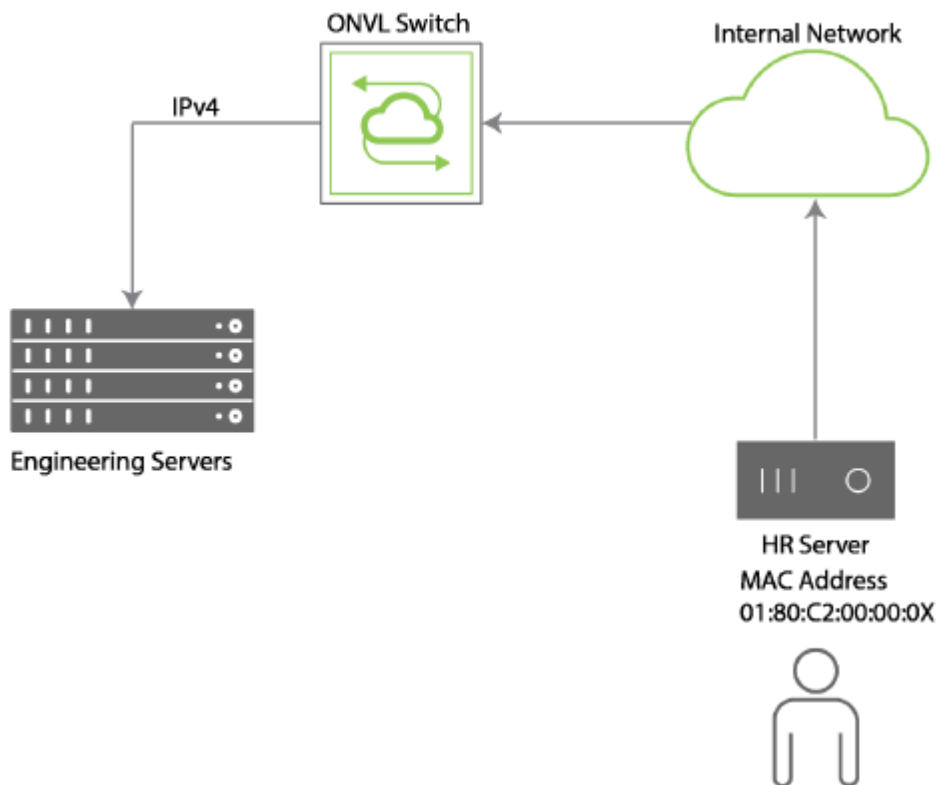 ONVL Switch
Internal Network
IPv4
Engineering Servers
HR Server
MAC Address
01:80:C2:00:00:0X